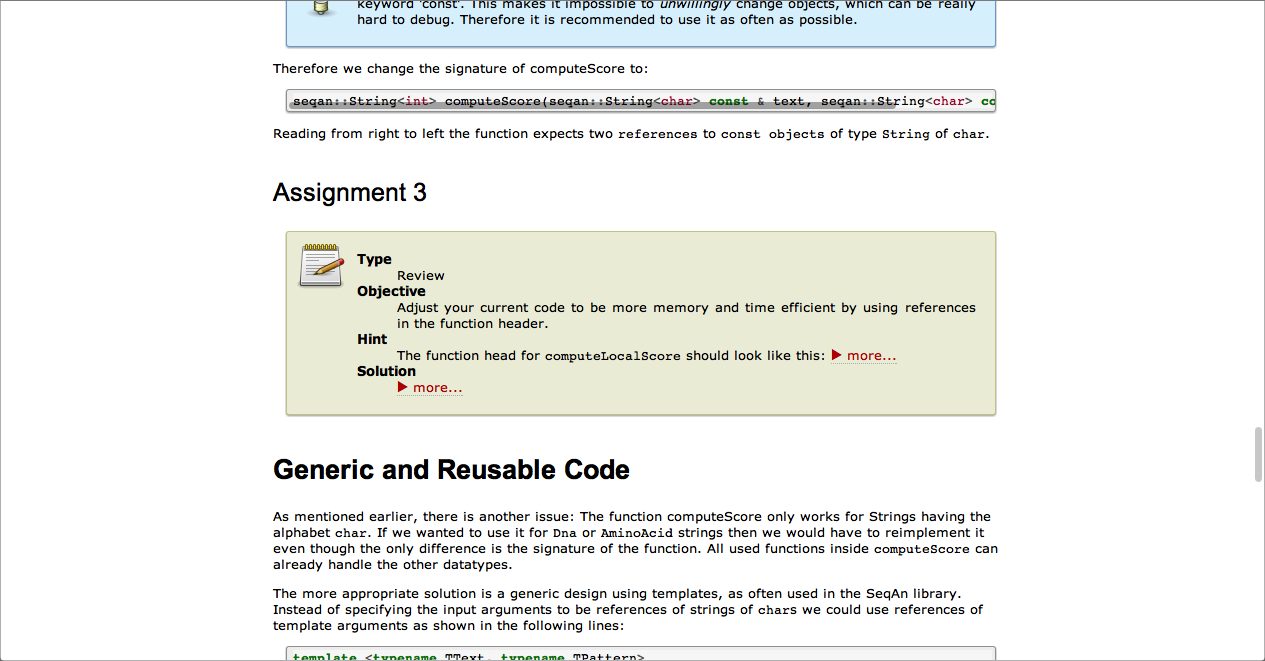 keyword 'const'. This makes it impossible to unwillingly change objects, which can be really
hard to debug. Therefore it is recommended to use it as often as possible.
Therefore we change the signature of computeScore to:
seqan::String<int> computeScore(seqan::String<char> const & text, seqan::String<char> co
Reading from right to left the function expects two references to const objects of type String of char.
Assignment 3
Type
Review
Objective
Adjust your current code to be more memory and time efficient by using references
in the function header.
Hint
The function head for computeLocalScore should look like this: ▶ more...
Solution
▶ more...
Generic and Reusable Code
As mentioned earlier, there is another issue: The function computeScore only works for Strings having the
alphabet char. If we wanted to use it for Dna or AminoAcid strings then we would have to reimplement it
even though the only difference is the signature of the function. All used functions inside computeScore can
already handle the other datatypes.
The more appropriate solution is a generic design using templates, as often used in the SeqAn library.
Instead of specifying the input arguments to be references of strings of chars we could use references of
template arguments as shown in the following lines:
template <typename TText, typename TPattern>